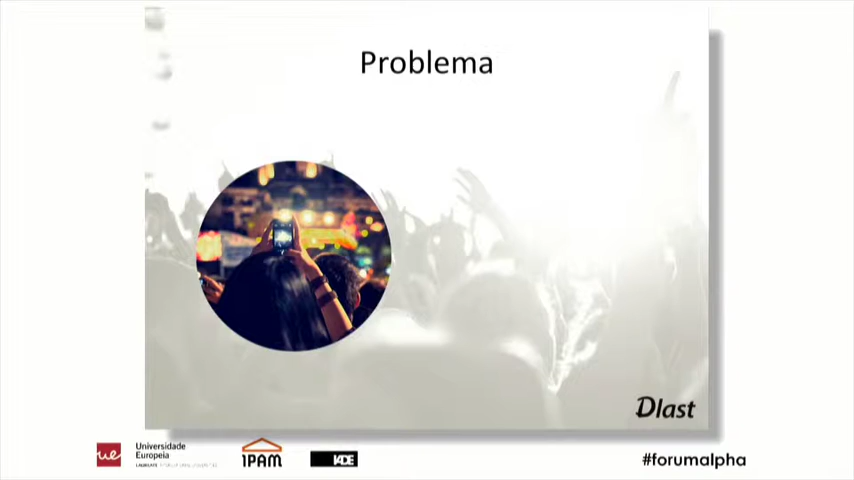 Problema
Dlast
ue
Universidade
Europeia
IPAM
IADE
#forumalpha